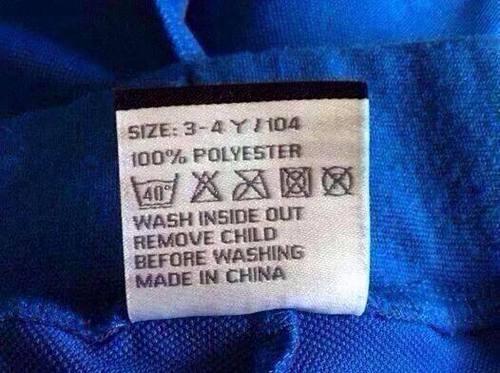 SIZE: 3-4 Y / 104
100% POLYESTER
40°
WASH INSIDE OUT
REMOVE CHILD
BEFORE WASHING
MADE IN CHINA